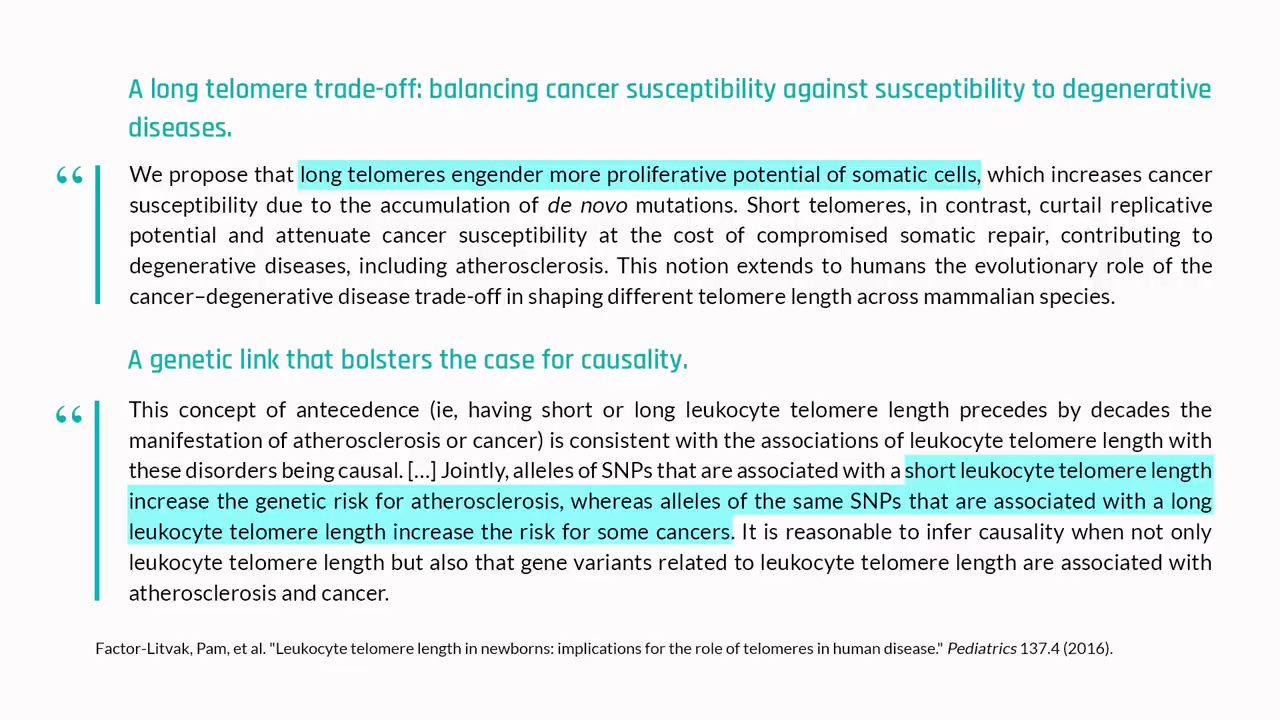 A long telomere trade-off: balancing cancer susceptibility against susceptibility to degenerative
diseases.
“ We propose that long telomeres engender more proliferative potential of somatic cells, which increases cancer
susceptibility due to the accumulation of de novo mutations. Short telomeres, in contrast, curtail replicative
potential and attenuate cancer susceptibility at the cost of compromised somatic repair, contributing to
degenerative diseases, including atherosclerosis. This notion extends to humans the evolutionary role of the
cancer–degenerative disease trade-off in shaping different telomere length across mammalian species.
A genetic link that bolsters the case for causality.
“ This concept of antecedence (ie, having short or long leukocyte telomere length precedes by decades the
manifestation of atherosclerosis or cancer) is consistent with the associations of leukocyte telomere length with
these disorders being causal. [...] Jointly, alleles of SNPs that are associated with a short leukocyte telomere length
increase the genetic risk for atherosclerosis, whereas alleles of the same SNPs that are associated with a long
leukocyte telomere length increase the risk for some cancers. It is reasonable to infer causality when not only
leukocyte telomere length but also that gene variants related to leukocyte telomere length are associated with
atherosclerosis and cancer.
Factor-Litvak, Pam, et al. "Leukocyte telomere length in newborns: implications for the role of telomeres in human disease." Pediatrics 137.4 (2016).